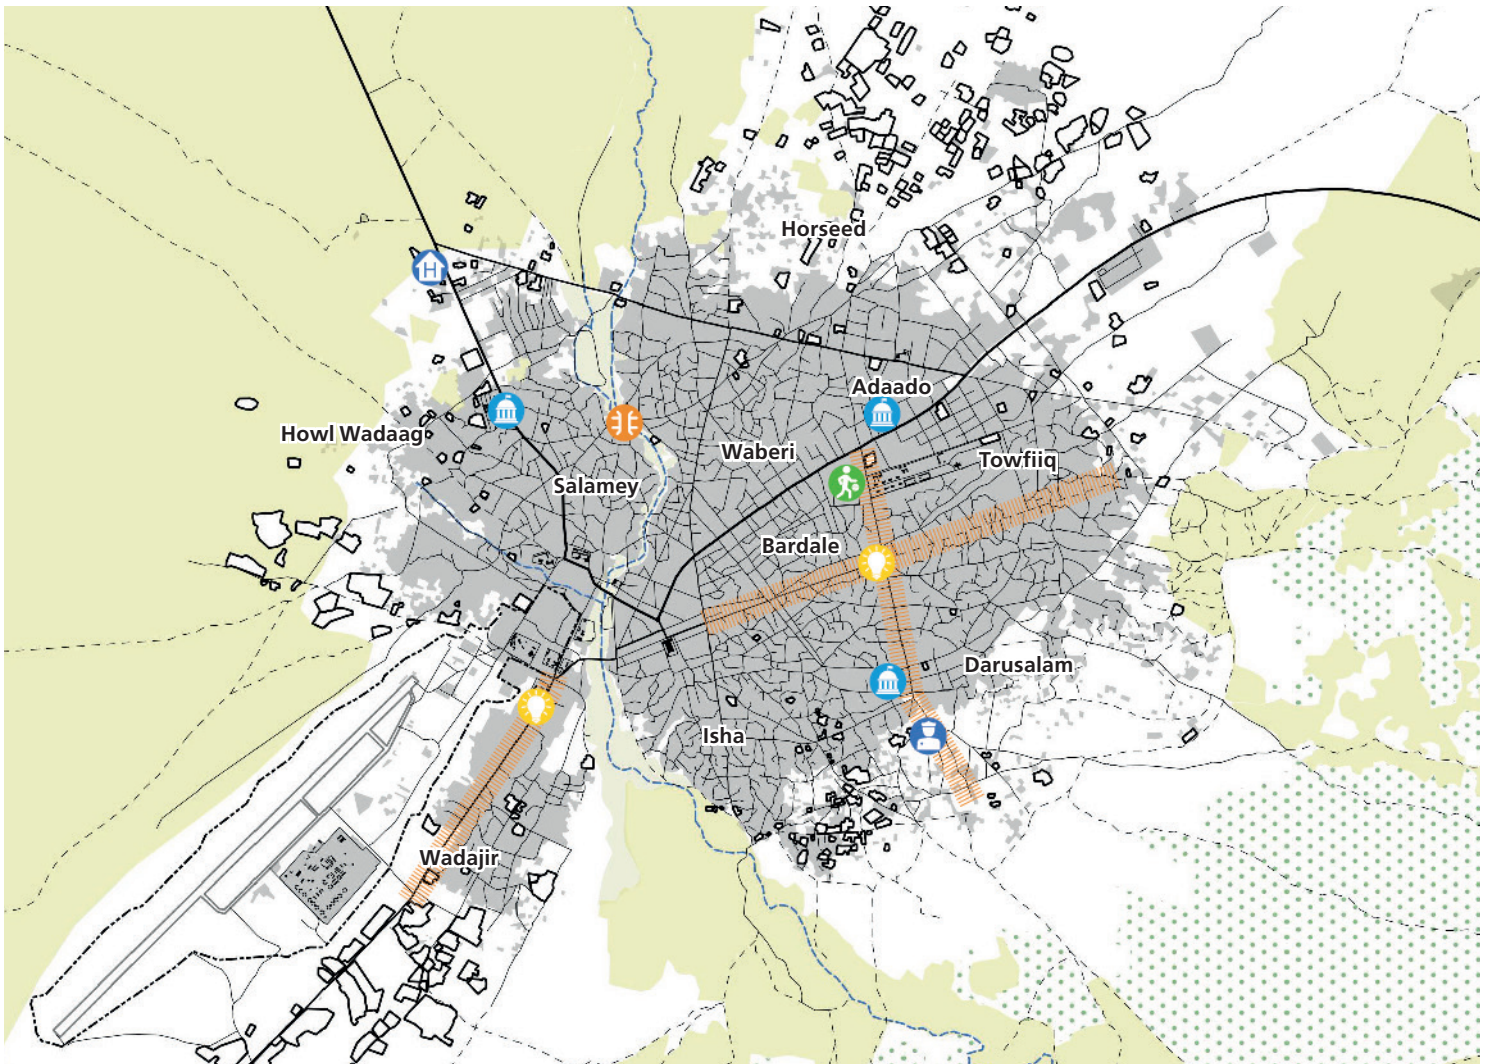 Horseed
H
Adaado
Howl Wadaag
Waberi
Towfiiq
Salamey
Bardale
Darusalam
Isha
Wadajir